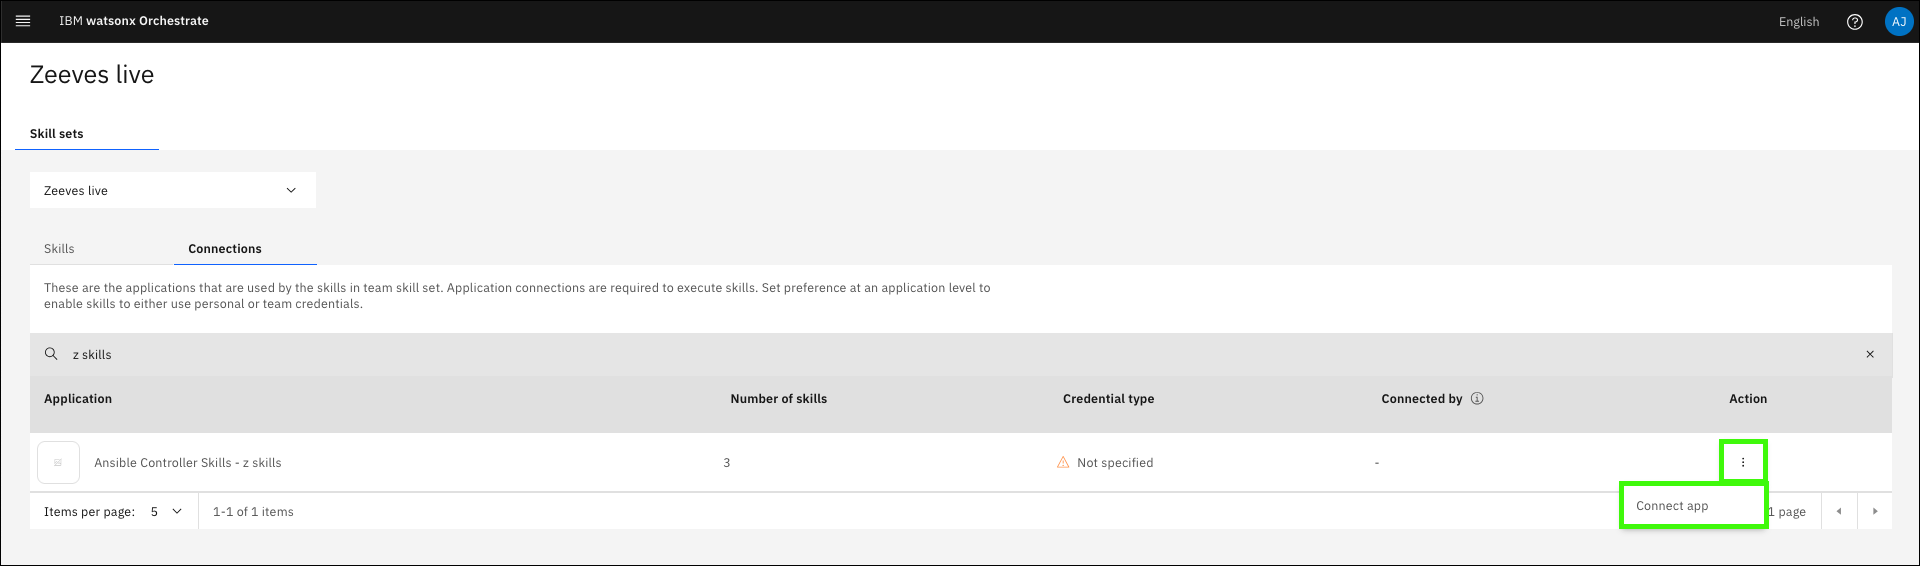 IBM watsonx Orchestrate
English
AJ
Zeeves live
Skill sets
Zeeves live
Skills
Connections
These are the applications that are used by the skills in team skill set. Application connections are required to execute skills. Set preference at an application level to
enable skills to either use personal or team credentials.
z skills
Application
Number of skills
Credential type
Connected by
Action
Ansible Controller Skills - z skills
3
Not specified
-
Connect app
Items per page: 5
1-1 of 1 items
1 page